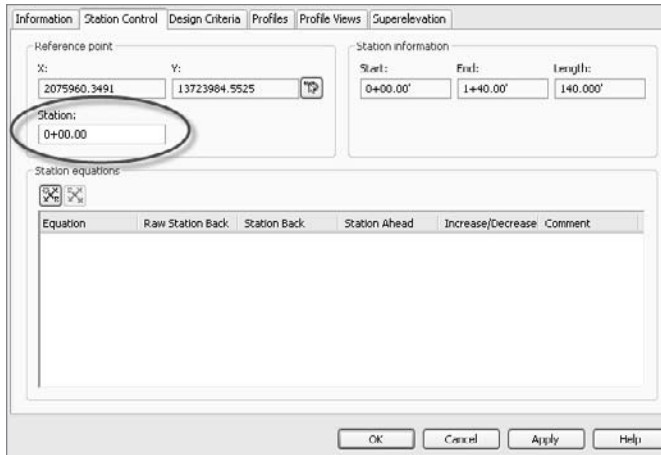 Information Station Control Design Criteria Profiles Profile Views Superelevation
Reference point
X: Y:
2075960.3491 13723984.5525
Station:
0+00.00
Station information
Start: End: Length:
0+00.00' 1+40.00' 140.000'
Station equations
Equation Raw Station Back Station Back Station Ahead Increase/Decrease Comment
OK Cancel Apply Help